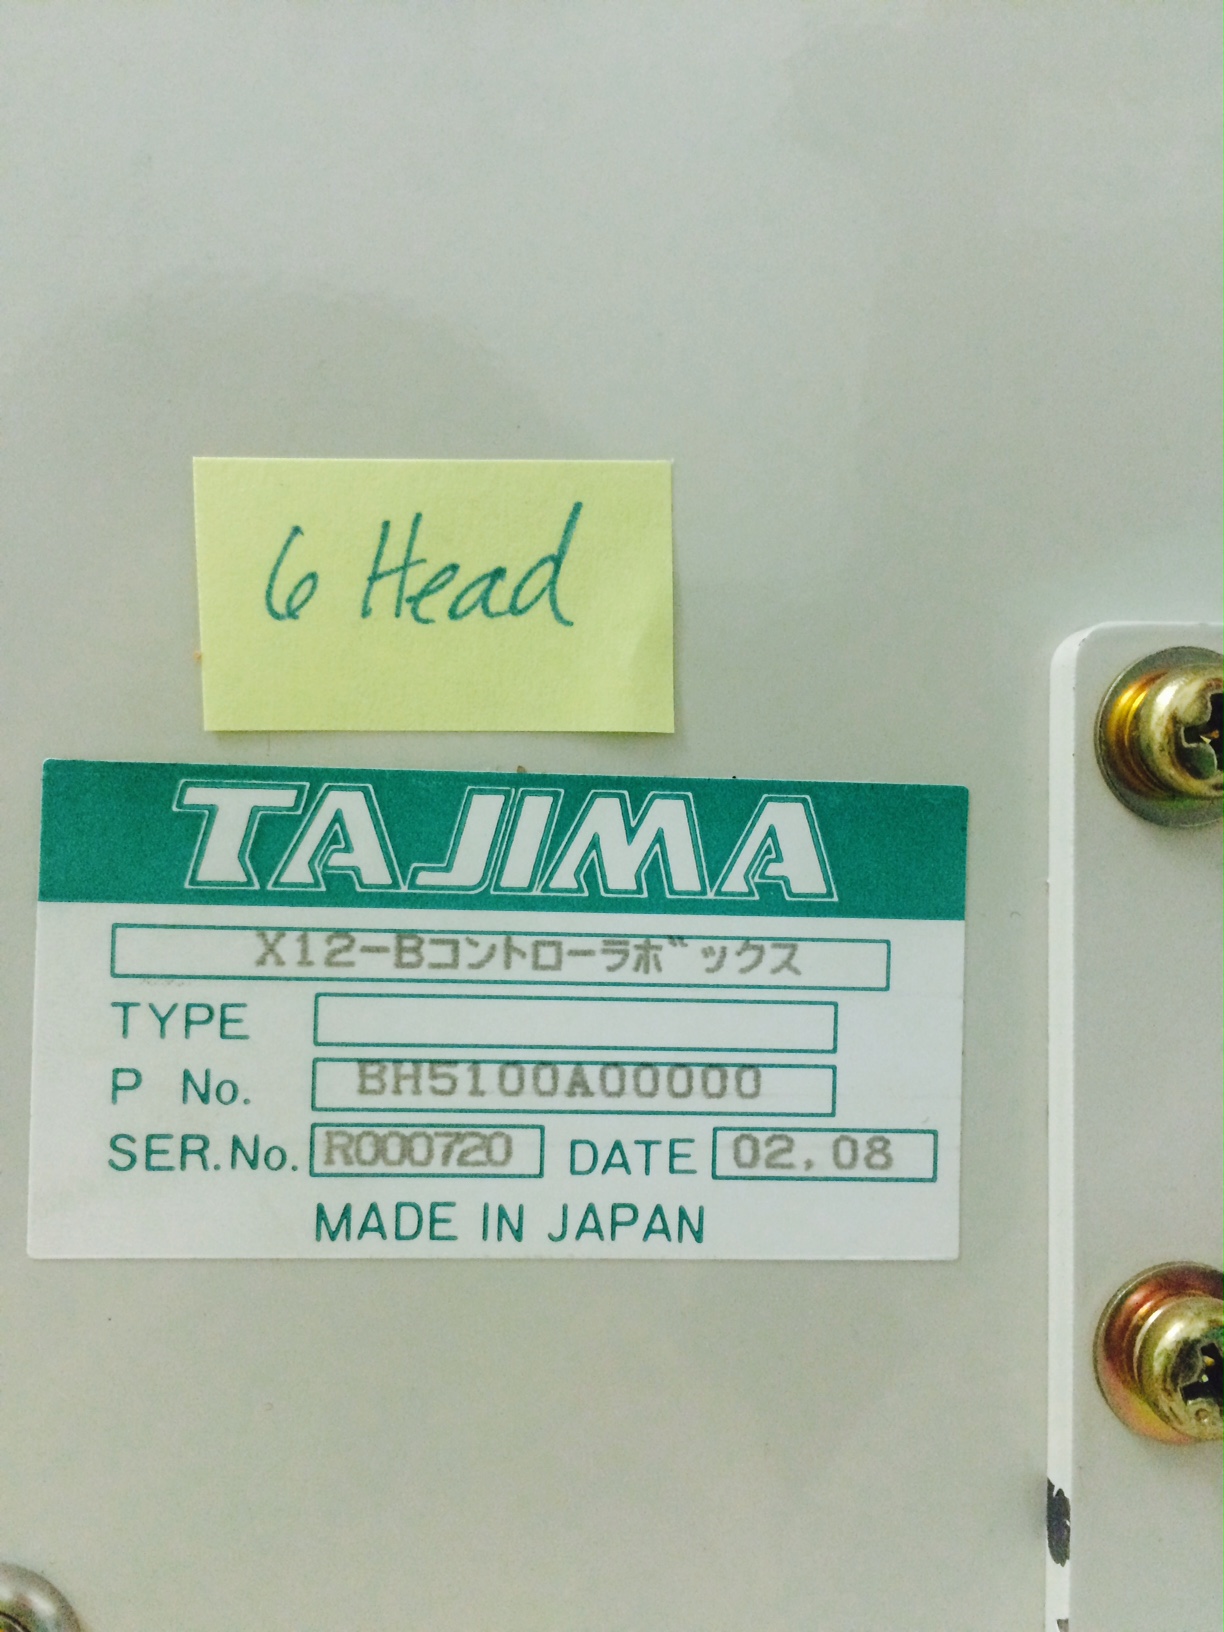 6 Head
TAJIMA
X12-Bコントローラボックス
TYPE
P No. BH5100A00000
SER.No. R000720 DATE 02,08
MADE IN JAPAN